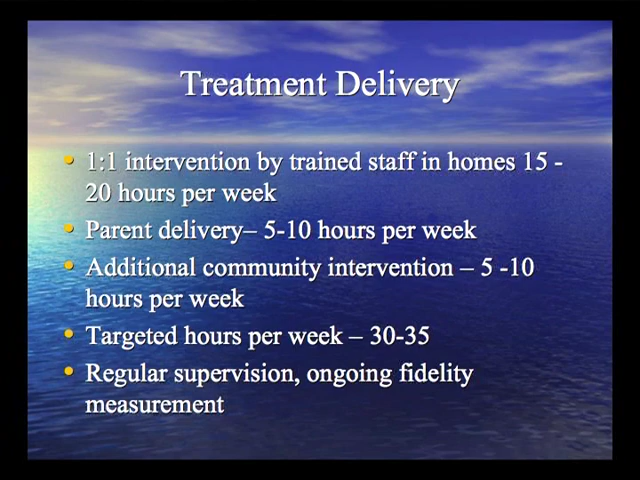 Treatment Delivery
1:1 intervention by trained staff in homes 15 -
20 hours per week
Parent delivery– 5-10 hours per week
Additional community intervention – 5 -10
hours per week
Targeted hours per week – 30-35
Regular supervision, ongoing fidelity
measurement